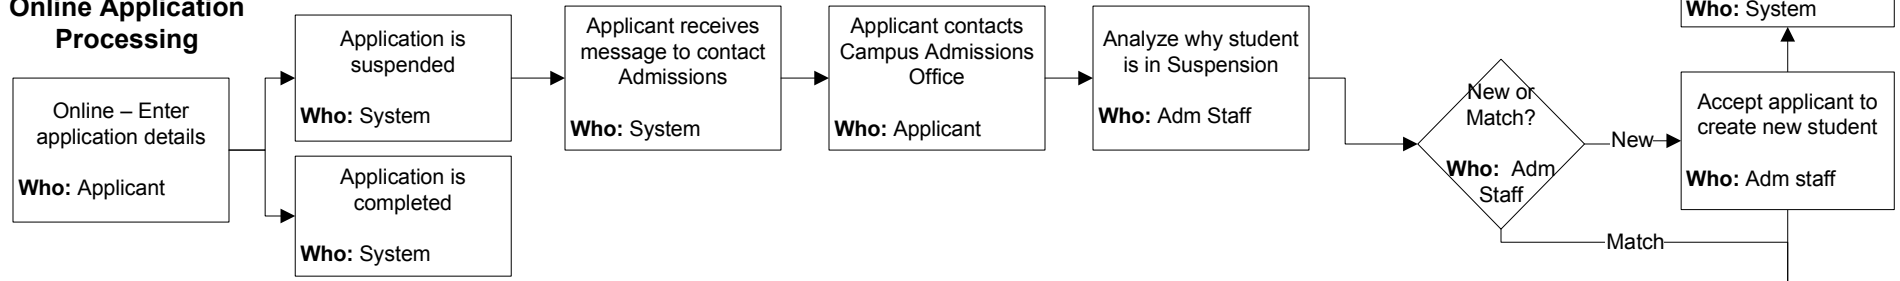 Online Application
Processing
Online – Enter
application details
Who: Applicant
Application is
suspended
Who: System
Application is
completed
Who: System
Applicant receives
message to contact
Admissions
Who: System
Applicant contacts
Campus Admissions
Office
Who: Applicant
Analyze why student
is in Suspension
Who: Adm Staff
New or
Match?
Who: Adm
Staff
New
Match
Who: System
Accept applicant to
create new student
Who: Adm staff